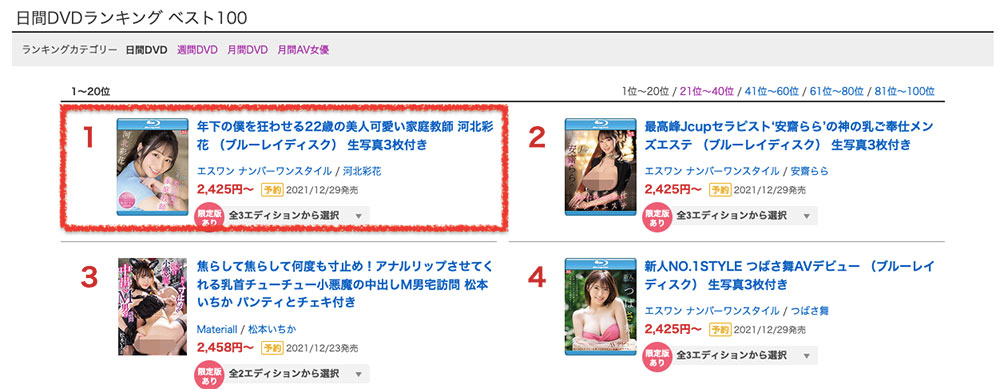 日間DVDランキング ベスト100
ランキングカテゴリー 日間DVD 週間DVD 月間DVD 月間AV女優
1〜20位
1位〜20位 / 21位〜40位 / 41位〜60位 / 61位〜80位 / 81位〜100位
1
年下の僕を狂わせる22歳の美人可愛い家庭教師 河北彩
花 （ブルーレイディスク） 生写真3枚付き
エスワン ナンバーワンスタイル / 河北彩花
2,425円〜 予約 2021/12/29発売
限定版
あり
全3エディションから選択
2
最高峰Jcupセラピスト‘安齋らら’の神の乳ご奉仕メン
ズエステ （ブルーレイディスク） 生写真3枚付き
エスワン ナンバーワンスタイル / 安齋らら
2,425円〜 予約 2021/12/29発売
限定版
あり
全3エディションから選択
3
焦らして焦らして何度も寸止め！アナルリップさせてく
れる乳首チューチュー小悪魔の中出しM男宅訪問 松本
いちか パンティとチェキ付き
Materiall / 松本いちか
2,458円〜 予約 2021/12/23発売
限定版
あり
全2エディションから選択
4
新人NO.1STYLE つばさ舞AVデビュー （ブルーレイ
ディスク） 生写真3枚付き
エスワン ナンバーワンスタイル / つばさ舞
2,425円〜 予約 2021/12/29発売
限定版
あり
全3エディションから選択